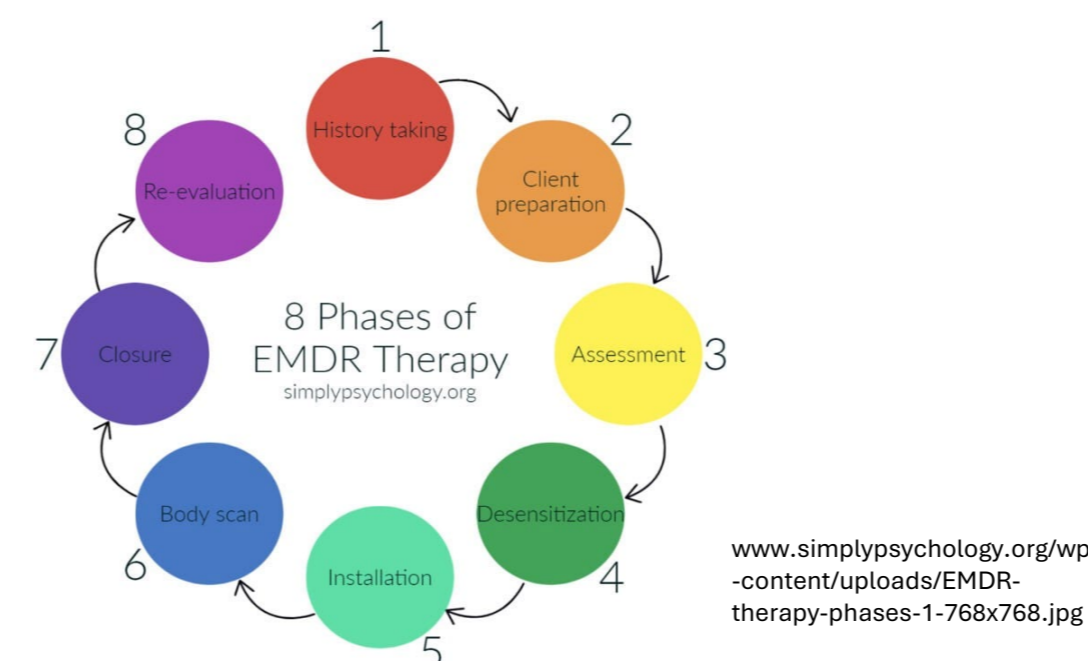 1
History taking
2
Client
preparation
3
Assessment
4
Desensitization
5
Installation
6
Body scan
7
Closure
8
Re-evaluation
8 Phases of
EMDR Therapy
simplypsychology.org
www.simplypsychology.org/wp
-content/uploads/EMDR-
therapy-phases-1-768x768.jpg